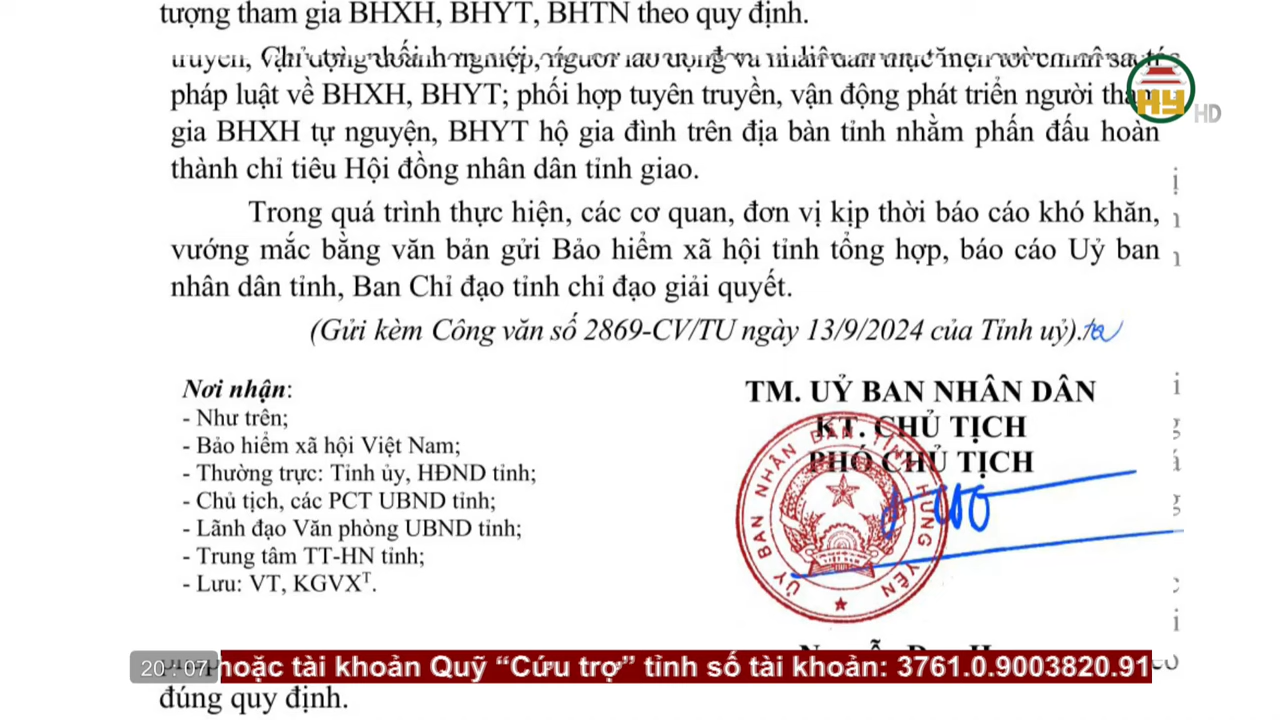 tượng tham gia BHXH, BHYT, BHTN theo quy định.
pháp luật về BHXH, BHYT; phối hợp tuyên truyền, vận động phát triển người tham
gia BHXH tự nguyện, BHYT hộ gia đình trên địa bàn tỉnh nhằm phấn đấu hoàn
thành chỉ tiêu Hội đồng nhân dân tỉnh giao.
Trong quá trình thực hiện, các cơ quan, đơn vị kịp thời báo cáo khó khăn,
vướng mắc bằng văn bản gửi Bảo hiểm xã hội tỉnh tổng hợp, báo cáo Uỷ ban
nhân dân tỉnh, Ban Chỉ đạo tỉnh chỉ đạo giải quyết.
(Gửi kèm Công văn số 2869-CV/TU ngày 13/9/2024 của Tỉnh uỷ)./.
Nơi nhận:
- Như trên;
- Bảo hiểm xã hội Việt Nam;
- Thường trực: Tỉnh ủy, HĐND tỉnh;
- Chủ tịch, các PCT UBND tỉnh;
- Lãnh đạo Văn phòng UBND tỉnh;
- Trung tâm TT-HN tỉnh;
- Lưu: VT, KGVXT.
TM. UỶ BAN NHÂN DÂN
KT. CHỦ TỊCH
PHÓ CHỦ TỊCH
ỦY BAN NHÂN DÂN TỈNH HƯNG YÊN
HY HD
20:07
hoặc tài khoản Quỹ “Cứu trợ” tỉnh số tài khoản: 3761.0.9003820.91
đúng quy định.